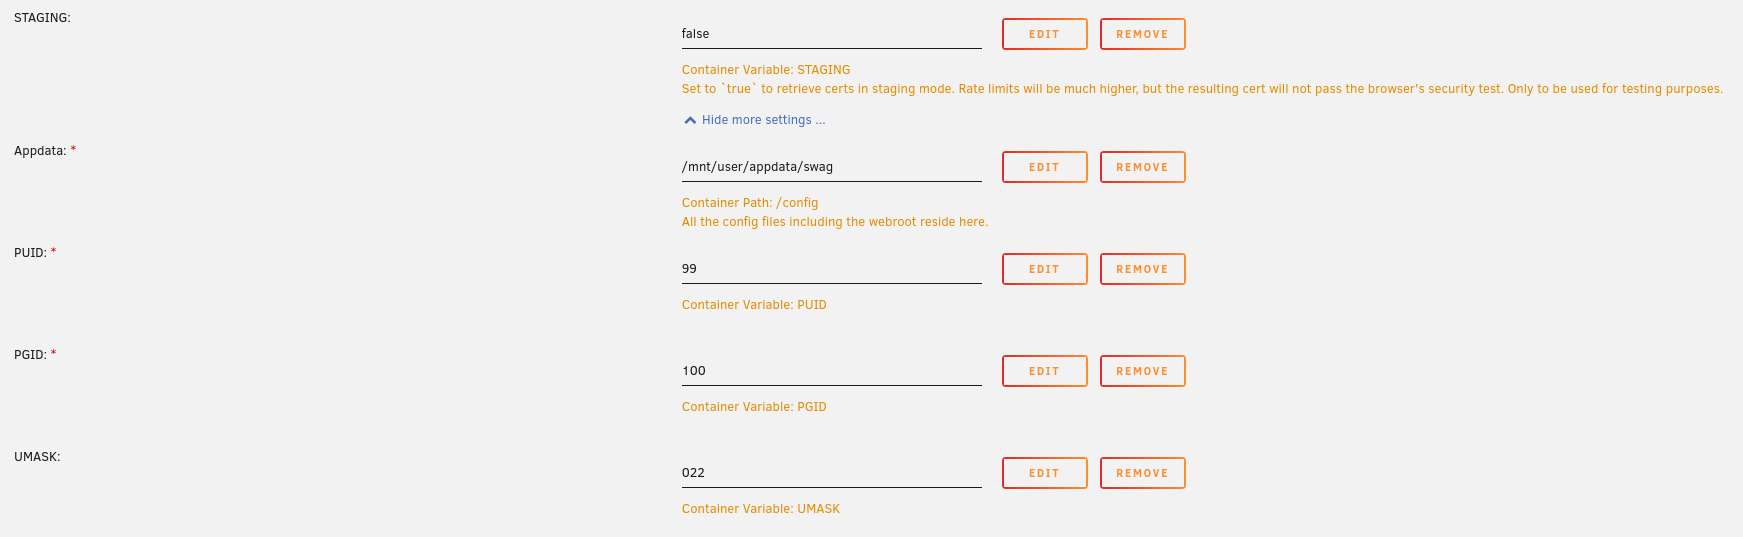 STAGING:
false
EDIT
REMOVE
Container Variable: STAGING
Set to `true` to retrieve certs in staging mode. Rate limits will be much higher, but the resulting cert will not pass the browser's security test. Only to be used for testing purposes.
Hide more settings ...
Appdata: *
/mnt/user/appdata/swag
EDIT
REMOVE
Container Path: /config
All the config files including the webroot reside here.
PUID: *
99
EDIT
REMOVE
Container Variable: PUID
PGID: *
100
EDIT
REMOVE
Container Variable: PGID
UMASK:
022
EDIT
REMOVE
Container Variable: UMASK